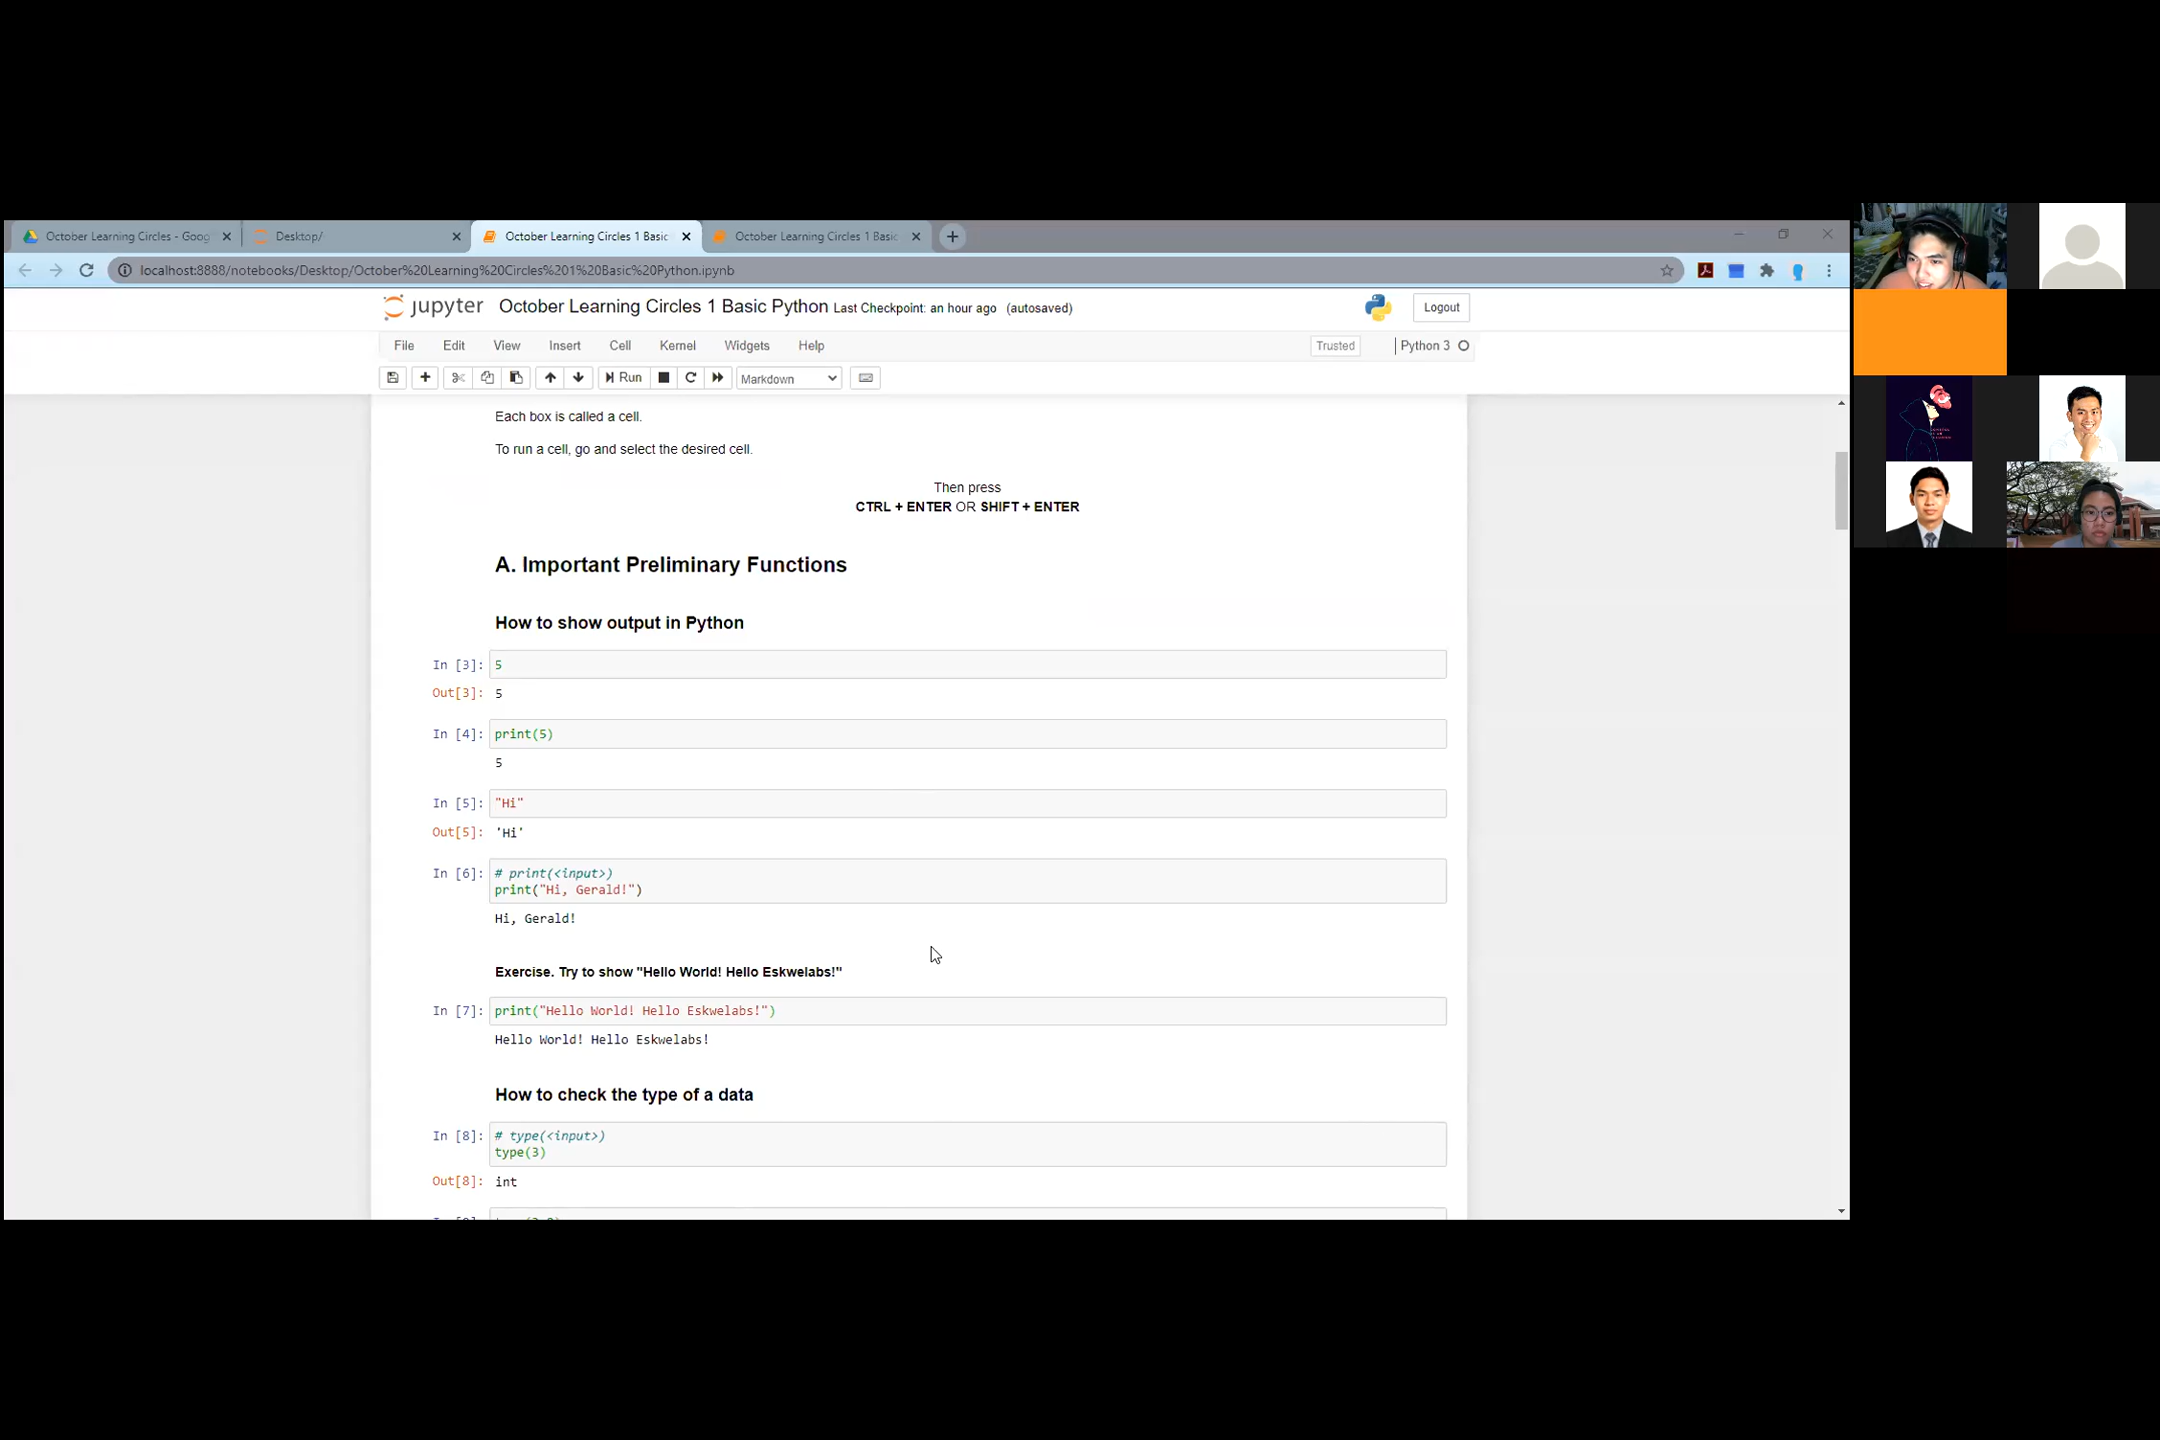 October Learning Circles - Goog
Desktop/
October Learning Circles 1 Basic
October Learning Circles 1 Basic
localhost:8888/notebooks/Desktop/October%20Learning%20Circles%201%20Basic%20Python.ipynb
jupyter October Learning Circles 1 Basic Python Last Checkpoint: an hour ago (autosaved)
Logout
File Edit View Insert Cell Kernel Widgets Help
Trusted
Python 3
Run
Markdown
Each box is called a cell.
To run a cell, go and select the desired cell.
Then press
CTRL + ENTER OR SHIFT + ENTER
A. Important Preliminary Functions
How to show output in Python
In [3]: 5
Out[3]: 5
In [4]: print(5)
5
In [5]: "Hi"
Out[5]: 'Hi'
In [6]: # print(<input>)
print("Hi, Gerald!")
Hi, Gerald!
Exercise. Try to show "Hello World! Hello Eskwelabs!"
In [7]: print("Hello World! Hello Eskwelabs!")
Hello World! Hello Eskwelabs!
How to check the type of a data
In [8]: # type(<input>)
type(3)
Out[8]: int